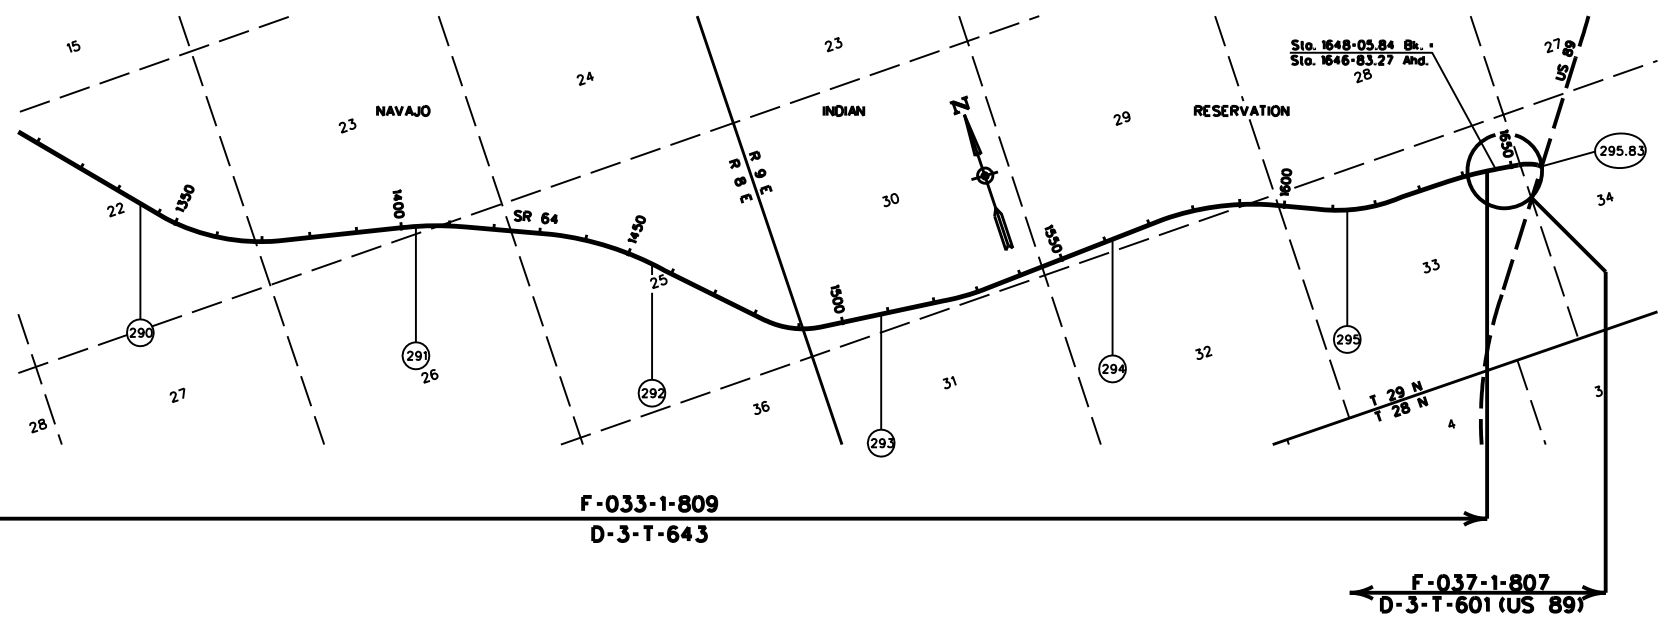 15
24
23
27
US 89
Sta. 1648+05.84 Bk. =
Sta. 1646+83.27 Ahd.
28
NAVAJO
INDIAN
RESERVATION
23
29
N
1650
295.83
R 9 E
R 8 E
22
1350
1400
SR 64
1450
30
1550
1600
34
33
25
1500
290
291
292
293
294
295
26
27
28
36
31
32
T 29 N
T 28 N
3
4
F-033-1-809
D-3-T-643
F-037-1-807
D-3-T-601 (US 89)